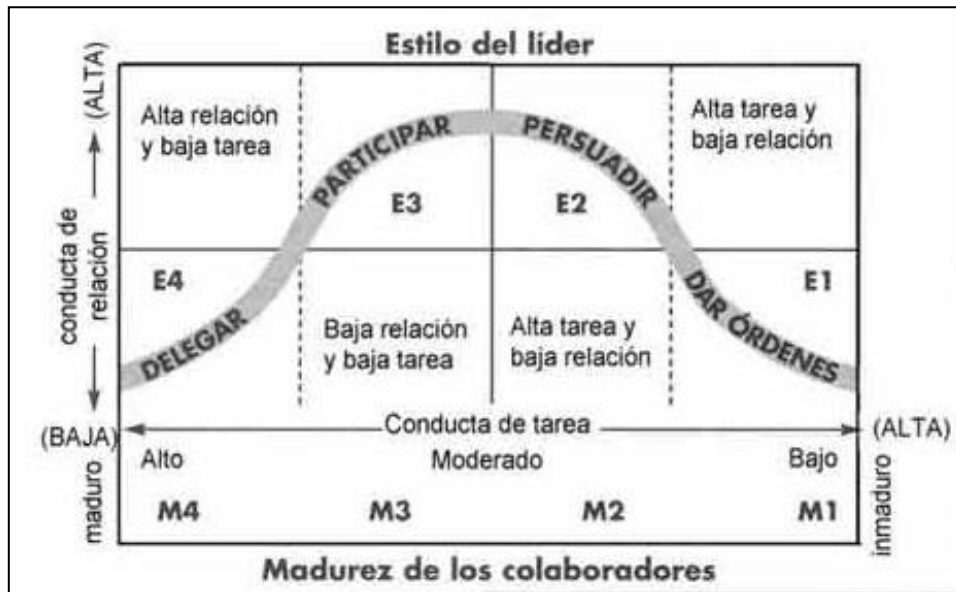 Estilo del líder
(ALTA)
conducta de
relación
(BAJA)
Alta relación
y baja tarea
PARTICIPAR
PERSUADIR
Alta tarea y
baja relación
E3
E2
E4
E1
DELEGAR
Baja relación
y baja tarea
Alta tarea y
baja relación
DAR ÓRDENES
Conducta de tarea
(ALTA)
maduro
Alto
Moderado
Bajo
inmaduro
M4
M3
M2
M1
Madurez de los colaboradores